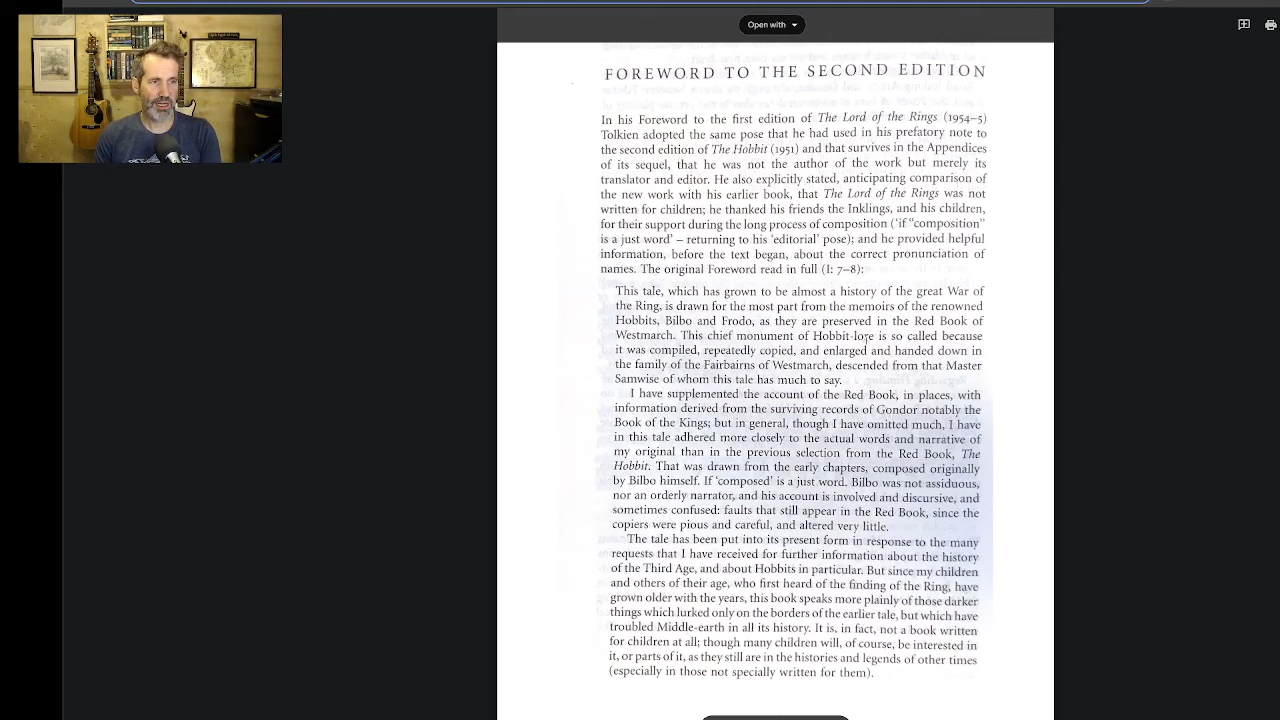 Open with
FOREWORD TO THE SECOND EDITION
In his Foreword to the first edition of The Lord of the Rings (1954–5)
Tolkien adopted the same pose that he had used in his prefatory note to
the second edition of The Hobbit (1951) and that survives in the Appendices
of its sequel, that he was not the author of the work but merely its
translator and editor. He also explicitly stated, anticipating comparison of
the new work with his earlier book, that The Lord of the Rings was not
written for children; he thanked his friends the Inklings, and his children,
for their support during the long process of composition (‘if “composition”
is a just word’ – returning to his ‘editorial’ pose); and he provided helpful
information, before the text began, about the correct pronunciation of
names. The original Foreword read in full (I: 7–8):
This tale, which has grown to be almost a history of the great War of
the Ring, is drawn for the most part from the memoirs of the renowned
Hobbits, Bilbo and Frodo, as they are preserved in the Red Book of
Westmarch. This chief monument of Hobbit-lore is so called because
it was compiled, repeatedly copied, and enlarged and handed down in
the family of the Fairbairns of Westmarch, descended from that Master
Samwise of whom this tale has much to say.
I have supplemented the account of the Red Book, in places, with
information derived from the surviving records of Gondor notably the
Book of the Kings; but in general, though I have omitted much, I have
in this tale adhered more closely to the actual words and narrative of
my original than in the previous selection from the Red Book, The
Hobbit. That was drawn from the early chapters, composed originally
by Bilbo himself. If ‘composed’ is a just word. Bilbo was not assiduous,
nor an orderly narrator, and his account is involved and discursive, and
sometimes confused: faults that still appear in the Red Book, since the
copiers were pious and careful, and altered very little.
The tale has been put into its present form in response to the many
requests that I have received for further information about the history
of the Third Age, and about Hobbits in particular. But since my children
and others of their age, who first heard of the finding of the Ring, have
grown older with the years, this book speaks more plainly of those darker
things which lurked only on the borders of the earlier tale, but which have
troubled Middle-earth in all its history. It is, in fact, not a book written
for children at all; though many children will, of course, be interested in
it, or parts of it, as they still are in the histories and legends of other times
(especially in those not specially written for them).